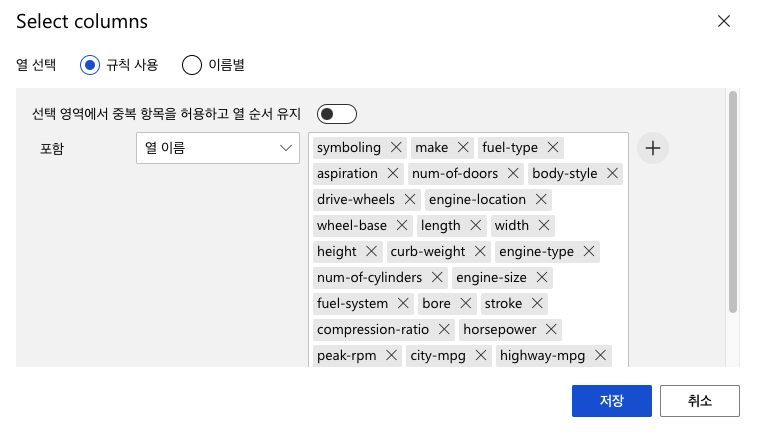 Select columns
열 선택 규칙 사용 이름별
선택 영역에서 중복 항목을 허용하고 열 순서 유지
포함 열 이름 symboling make fuel-type
aspiration num-of-doors body-style
drive-wheels engine-location
wheel-base length width
height curb-weight engine-type
num-of-cylinders engine-size
fuel-system bore stroke
compression-ratio horsepower
peak-rpm city-mpg highway-mpg
저장 취소